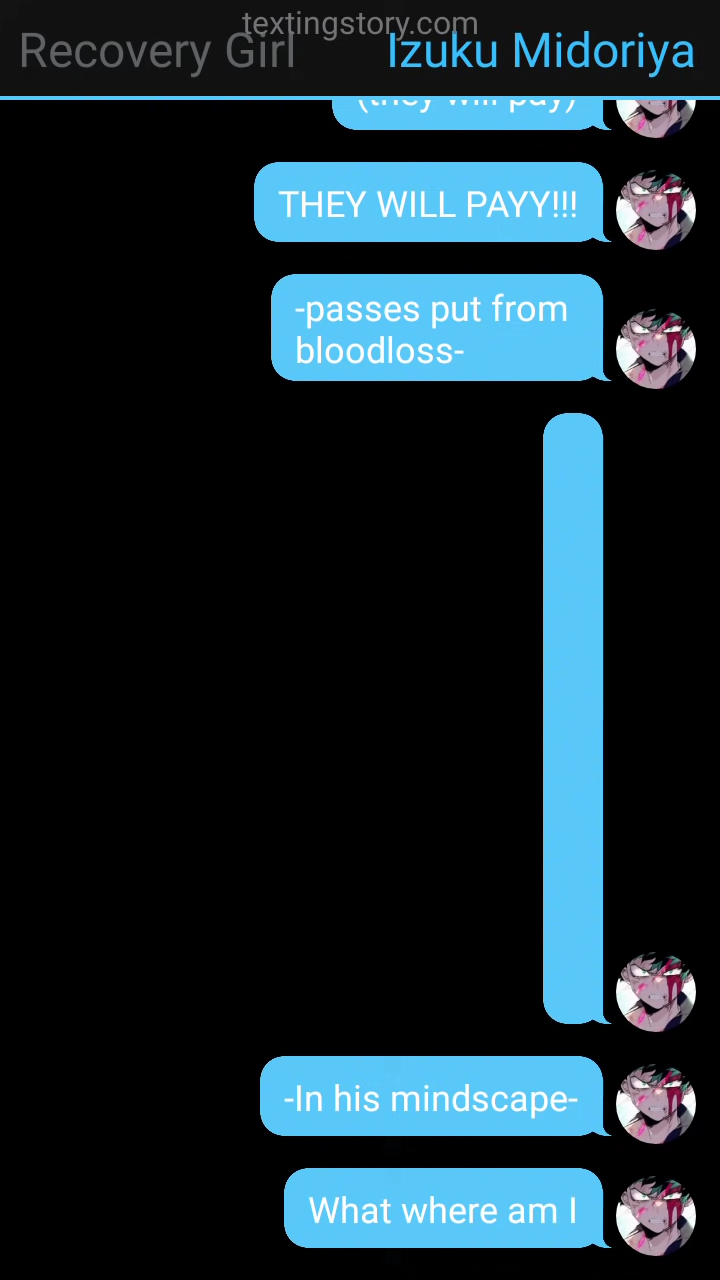 textingstory.com
Recovery Girl
Izuku Midoriya
(they will pay)
THEY WILL PAYY!!!
-passes put from
bloodloss-
-In his mindscape-
What where am I